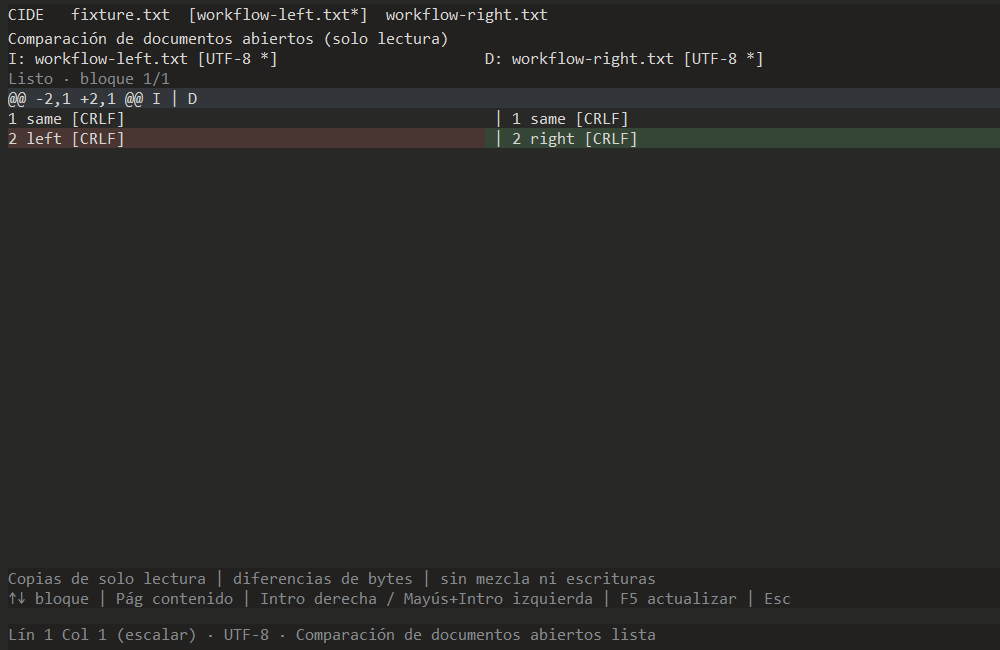 CIDE   fixture.txt  [workflow-left.txt*]  workflow-right.txt
Comparación de documentos abiertos (solo lectura)
I: workflow-left.txt [UTF-8 *]                       D: workflow-right.txt [UTF-8 *]
Listo · bloque 1/1
@@ -2,1 +2,1 @@ I | D
1 same [CRLF]                                         | 1 same [CRLF]
2 left [CRLF]                                         | 2 right [CRLF]
Copias de solo lectura | diferencias de bytes | sin mezcla ni escrituras
↑↓ bloque | Pág contenido | Intro derecha / Mayús+Intro izquierda | F5 actualizar | Esc
Lín 1 Col 1 (escalar) · UTF-8 · Comparación de documentos abiertos lista